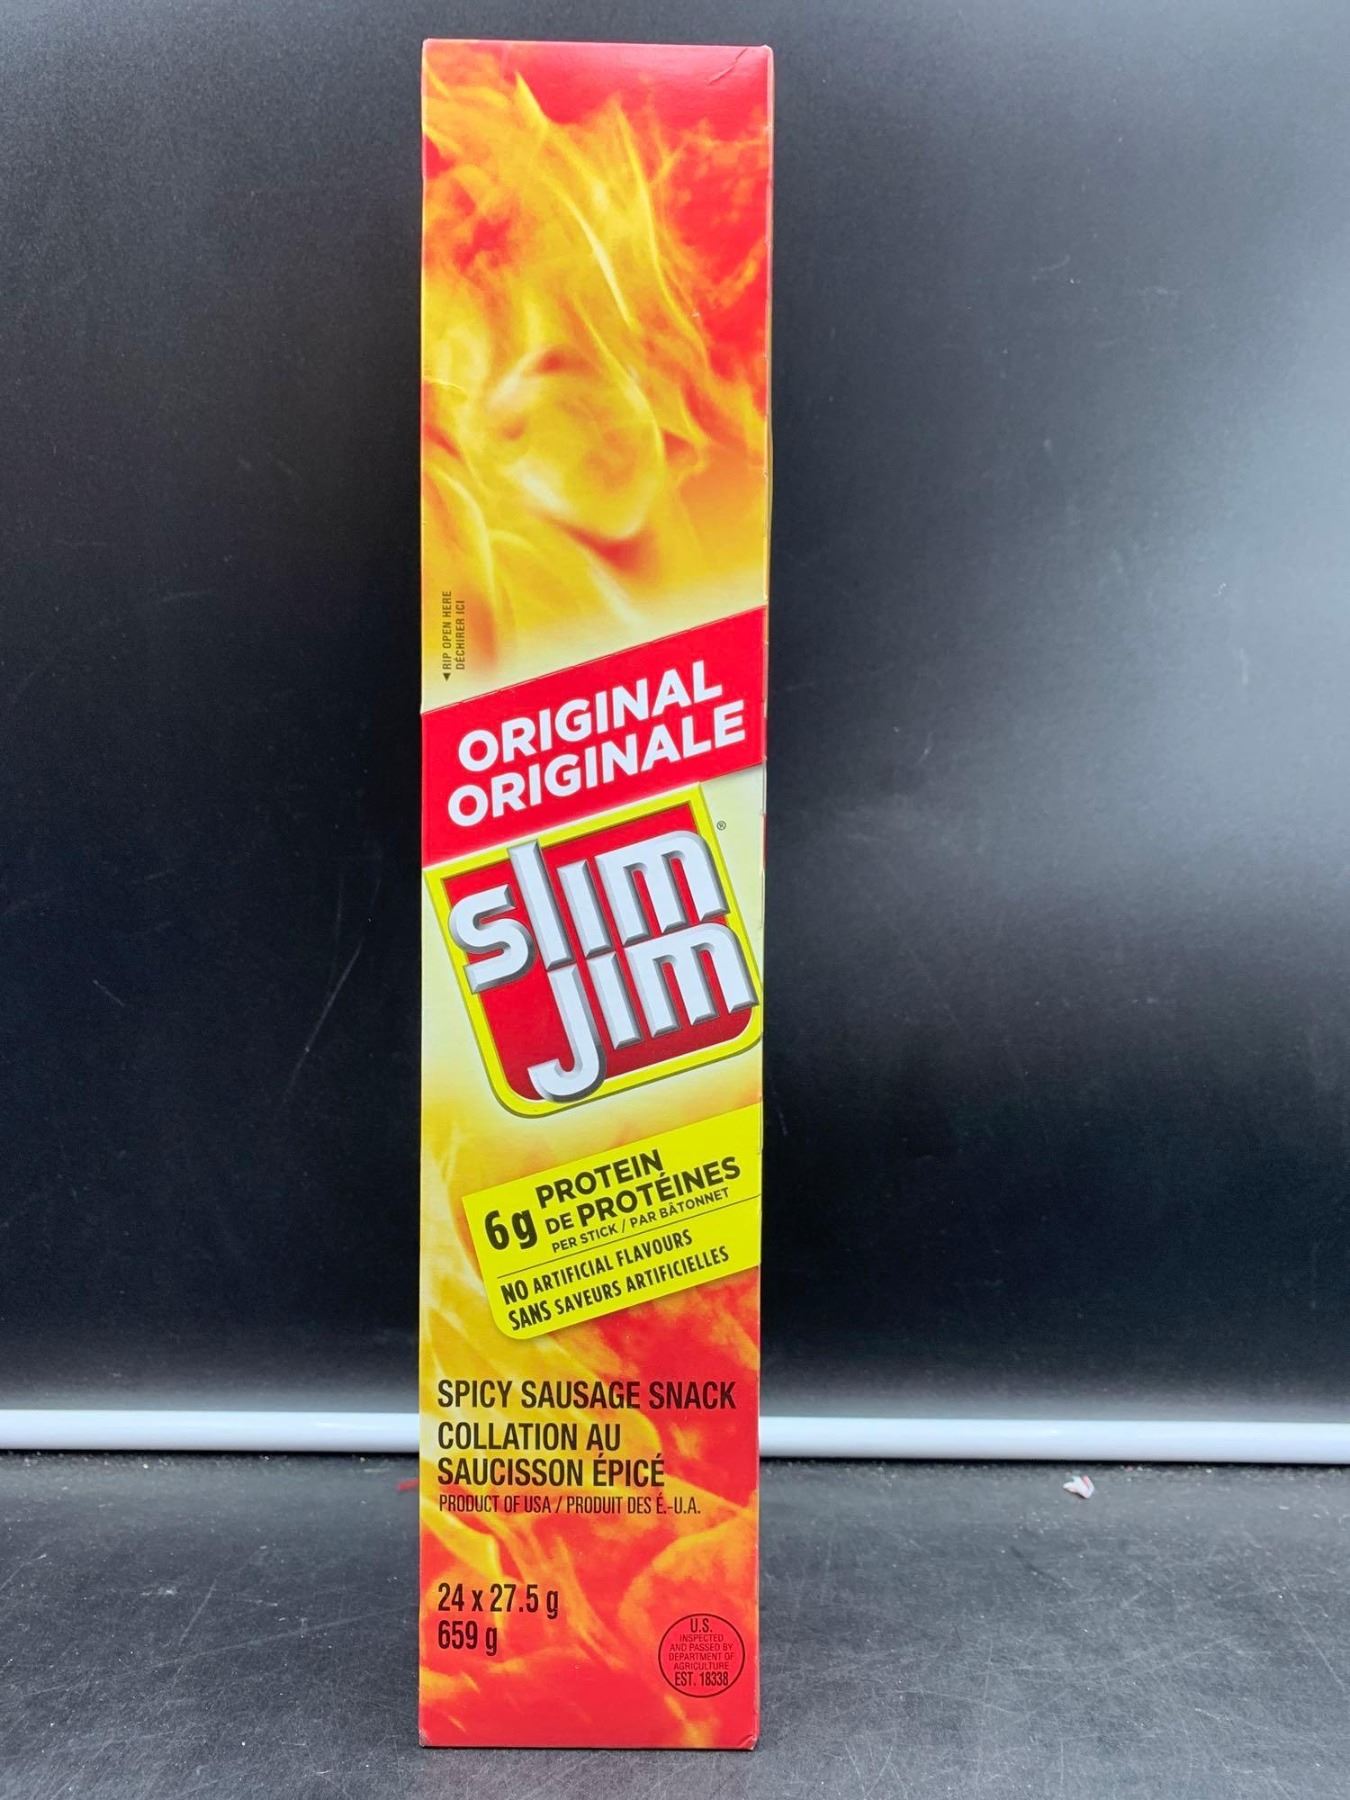 ◀ RIP OPEN HERE
DÉCHIRER ICI
ORIGINAL
ORIGINALE
slim
jim
®
6g PROTEIN
DE PROTÉINES
PER STICK / PAR BÂTONNET
NO ARTIFICIAL FLAVOURS
SANS SAVEURS ARTIFICIELLES
SPICY SAUSAGE SNACK
COLLATION AU
SAUCISSON ÉPICÉ
PRODUCT OF USA / PRODUIT DES É.-U.A.
24 x 27.5 g
659 g
U.S.
INSPECTED
AND PASSED BY
DEPARTMENT OF
AGRICULTURE
EST. 18338